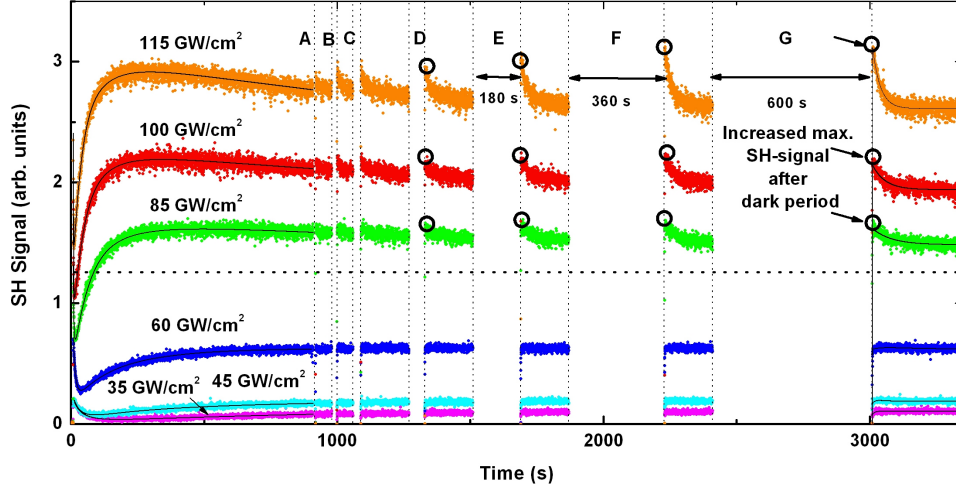 115 GW/cm²
A
B
C
D
E
F
G
3
180 s
360 s
600 s
100 GW/cm²
Increased max.
SH-signal
after
dark period
2
85 GW/cm²
SH Signal (arb. units)
1
60 GW/cm²
35 GW/cm²
45 GW/cm²
0
0
1000
2000
3000
Time (s)